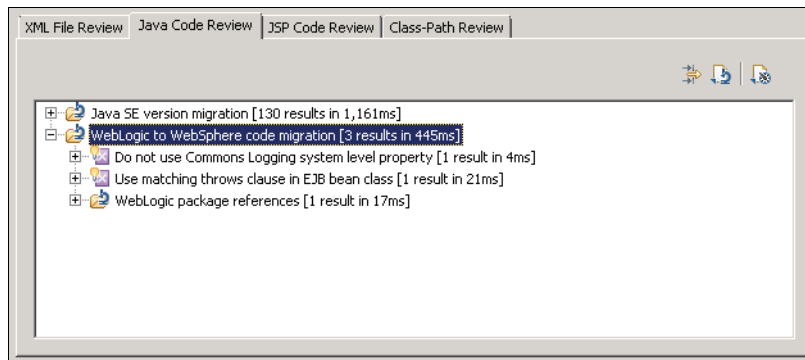 XML File Review Java Code Review JSP Code Review Class-Path Review
Java SE version migration [130 results in 1,161ms]
WebLogic to WebSphere code migration [3 results in 445ms]
Do not use Commons Logging system level property [1 result in 4ms]
Use matching throws clause in EJB bean class [1 result in 21ms]
WebLogic package references [1 result in 17ms]